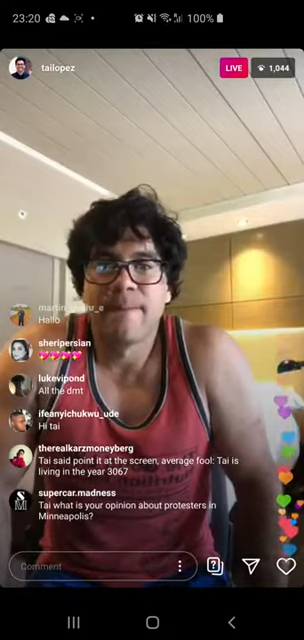 23:20
100%
tailopez
LIVE
1,044
Hallo
sheripersian
lukevipond
All the dmt
ifeanyichukwu_ude
Hi tai
therealkarzmoneyberg
Tai said point it at the screen, average fool: Tai is
living in the year 3067
supercar.madness
Tai what is your opinion about protesters in
Minneapolis?
Comment